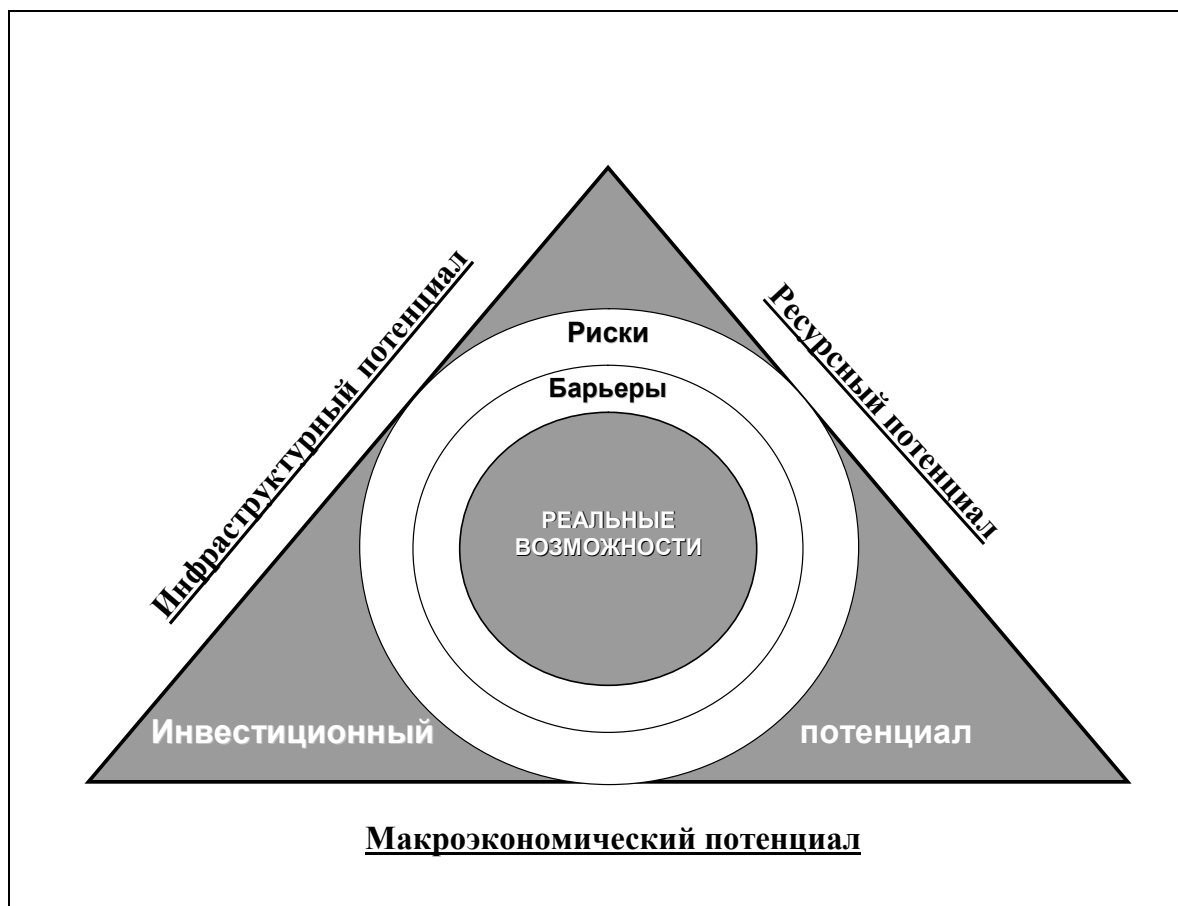 Инфраструктурный потенциал
Ресурсный потенциал
Риски
Барьеры
РЕАЛЬНЫЕ
ВОЗМОЖНОСТИ
Инвестиционный потенциал
Макроэкономический потенциал